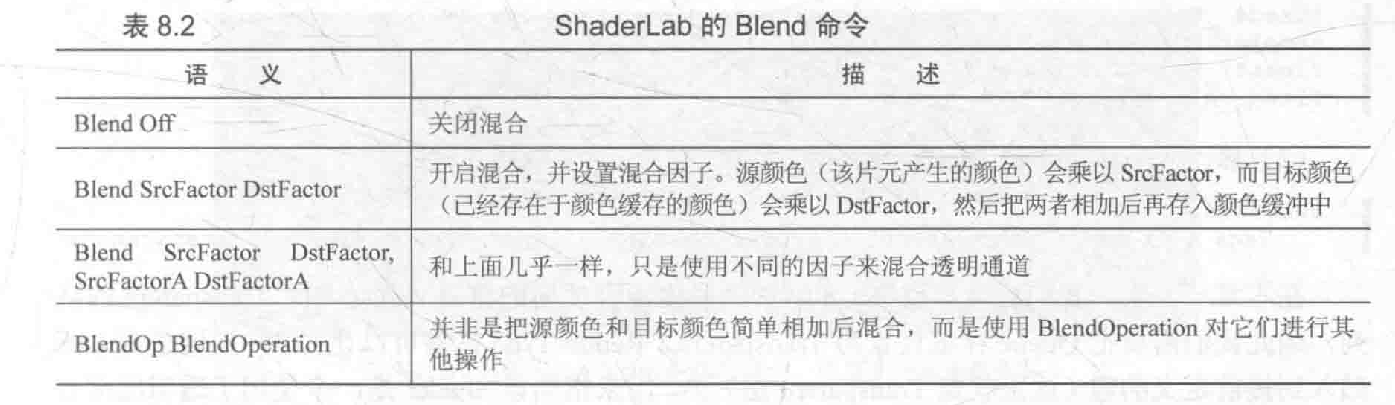 表 8.2 ShaderLab 的 Blend 命令
语 义 描 述
Blend Off 关闭混合
Blend SrcFactor DstFactor 开启混合，并设置混合因子。源颜色（该片元产生的颜色）会乘以 SrcFactor，而目标颜色
（已经存在于颜色缓存的颜色）会乘以 DstFactor，然后把两者相加后再存入颜色缓冲中
Blend SrcFactor DstFactor,
SrcFactorA DstFactorA
和上面几乎一样，只是使用不同的因子来混合透明通道
BlendOp BlendOperation
并非是把源颜色和目标颜色简单相加后混合，而是使用 BlendOperation 对它们进行其
他操作